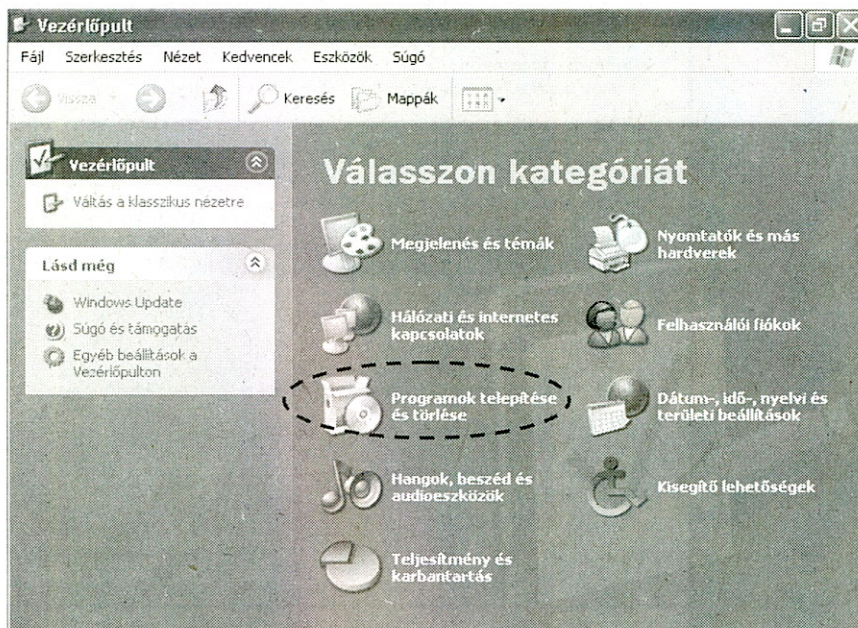 Vezérlőpult
Fájl Szerkesztés Nézet Kedvencek Eszközök Súgó
Vissza Keresés Mappák
Vezérlőpult
Váltás a klasszikus nézetre
Lásd még
Windows Update
Súgó és támogatás
Egyéb beállítások a
Vezérlőpulton
Válasszon kategóriát
Megjelenés és témák
Nyomtatók és más
hardverek
Hálózati és internetes
kapcsolatok
Felhasználói fiókok
Programok telepítése
és törlése
Dátum-, idő-, nyelvi és
területi beállítások
Hangok, beszéd és
audioeszközök
Kisegítő lehetőségek
Teljesítmény és
karbantartás